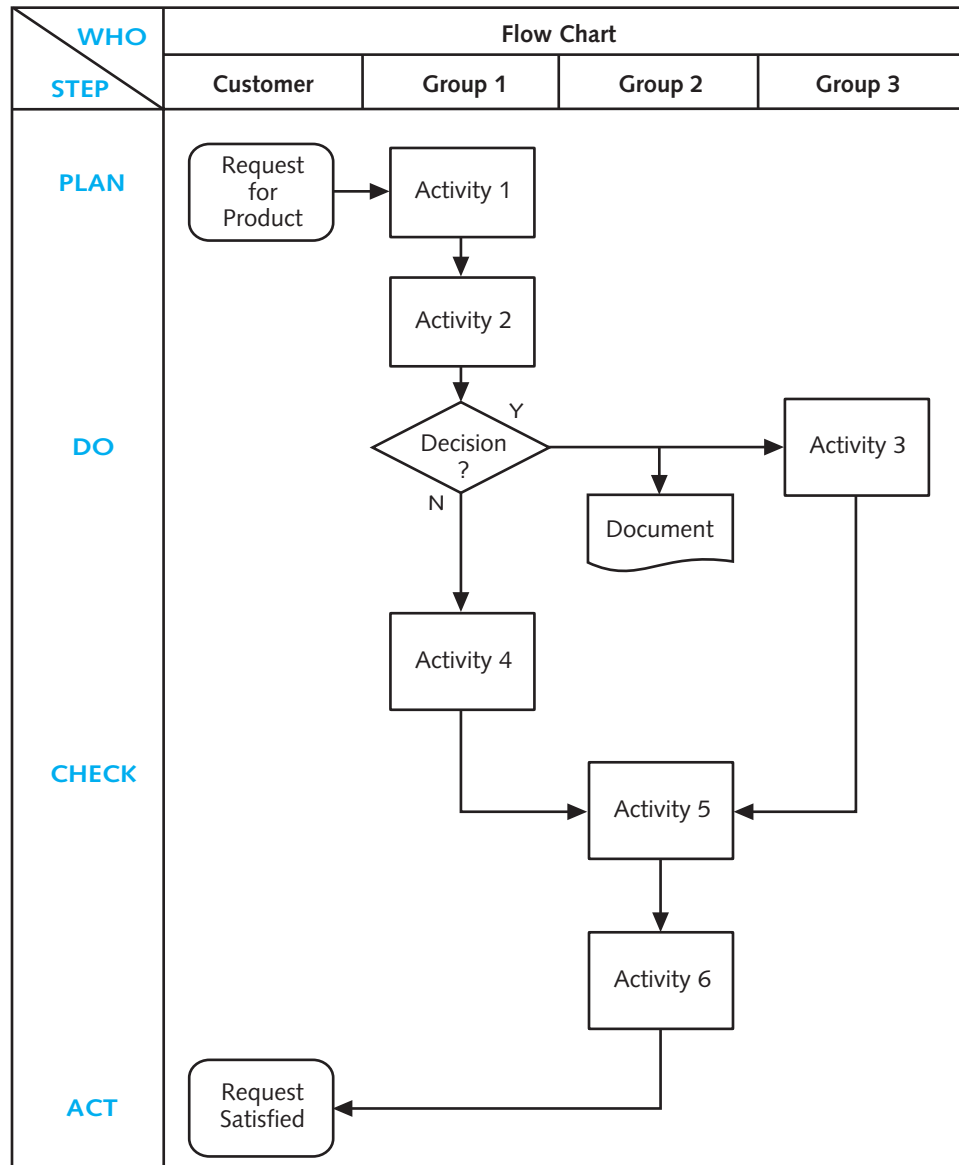 WHO
Flow Chart
STEP
Customer
Group 1
Group 2
Group 3
PLAN
Request
for
Product
Activity 1
Activity 2
DO
Y
Decision
?
N
Activity 3
Document
Activity 4
CHECK
Activity 5
Activity 6
ACT
Request
Satisfied